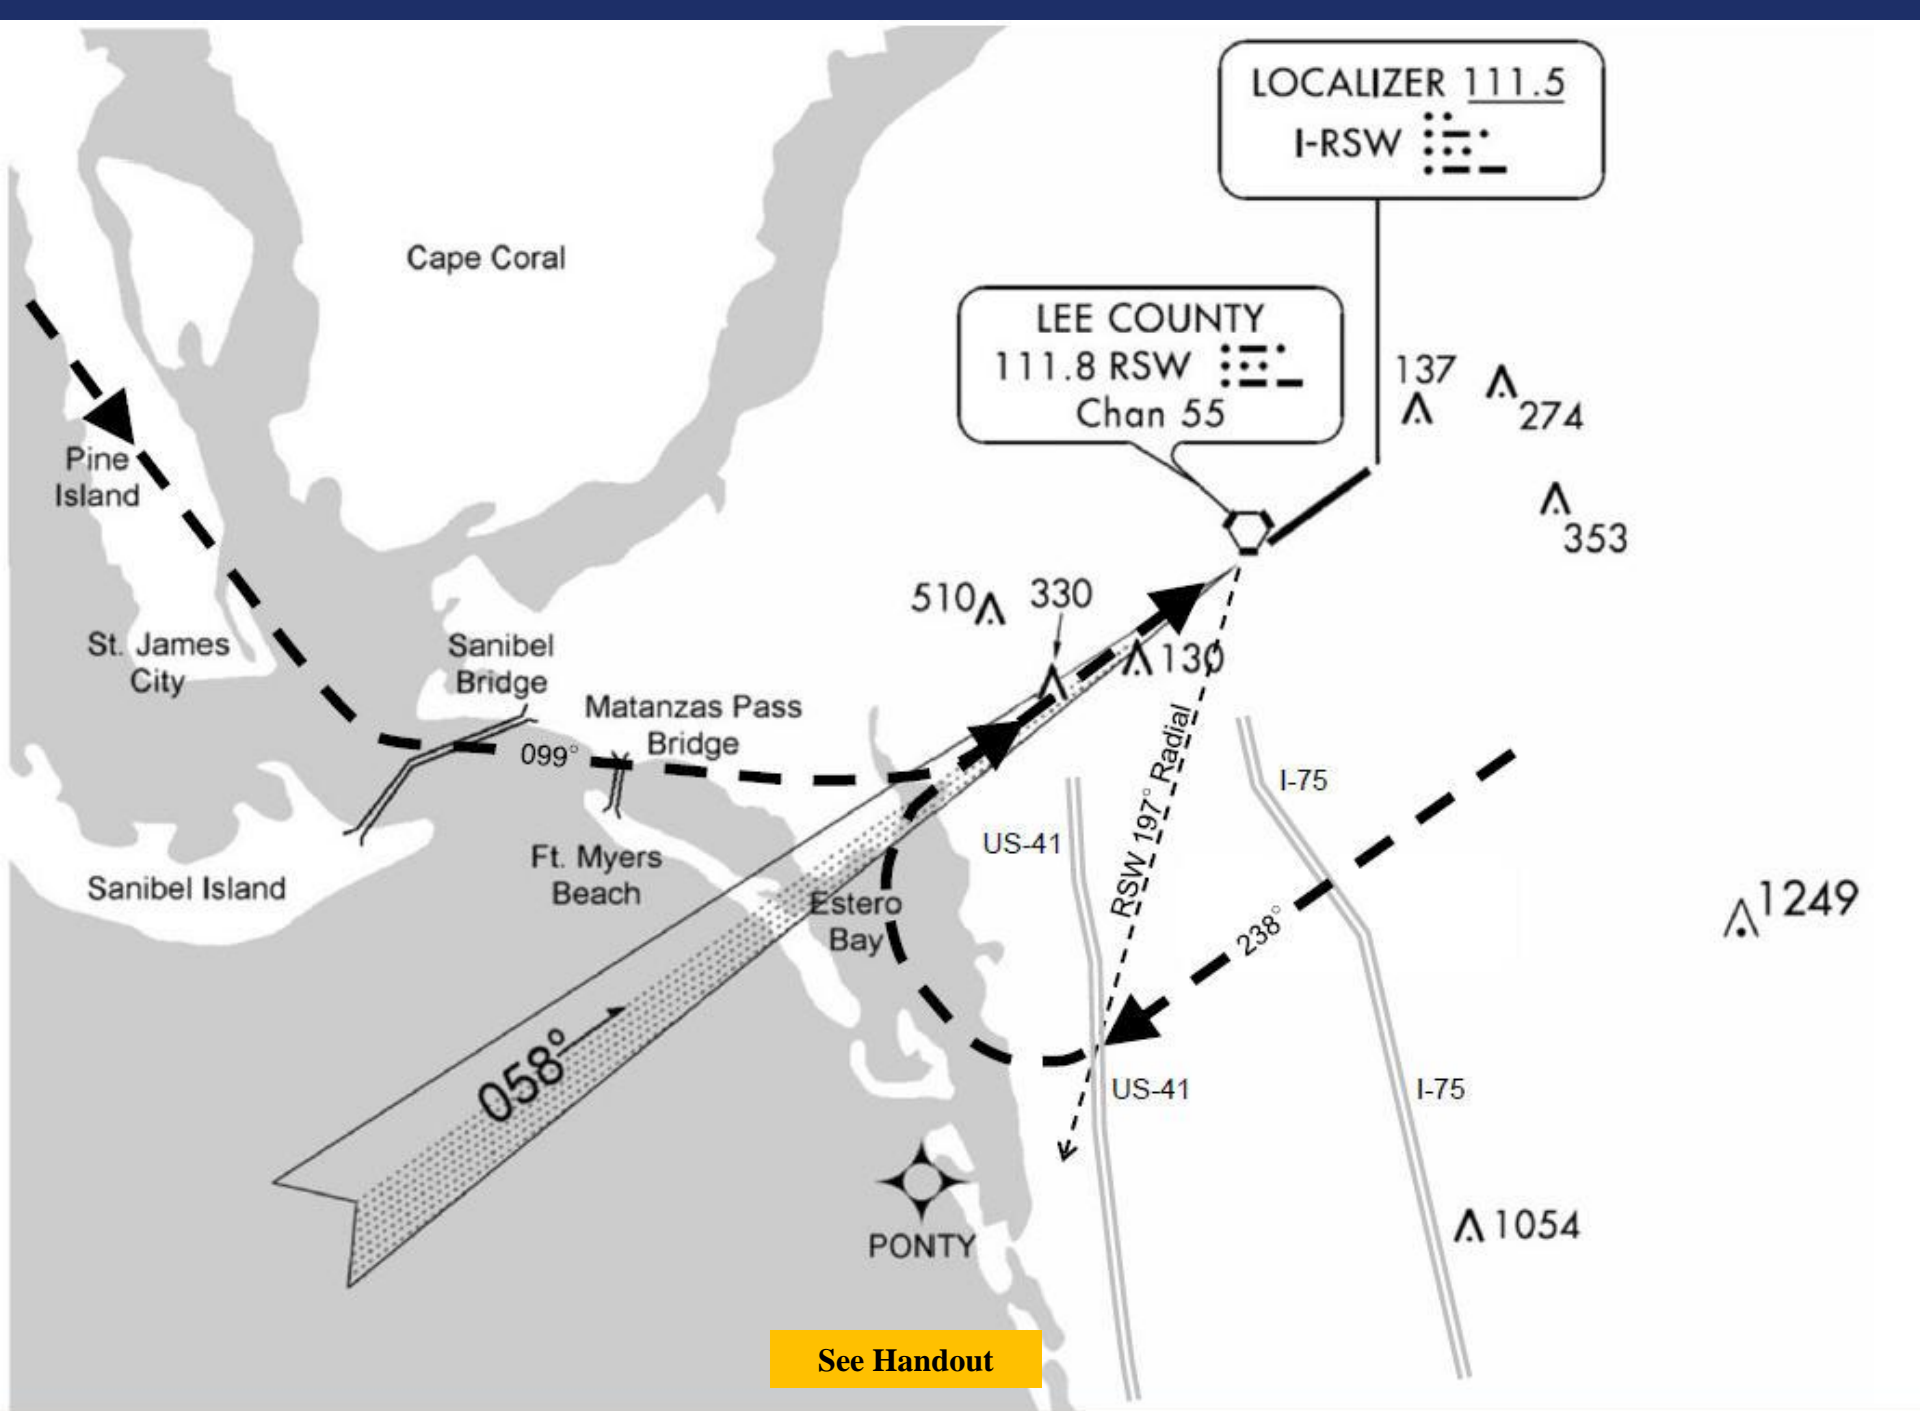 LOCALIZER 111.5
I-RSW
LEE COUNTY
111.8 RSW
Chan 55
Cape Coral
137
274
353
Pine
Island
510
330
130
St. James
City
Sanibel
Bridge
Matanzas Pass
Bridge
099°
RSW 197° Radial
I-75
US-41
Ft. Myers
Beach
Sanibel Island
Estero
Bay
238°
1249
058°
US-41
I-75
PONTY
1054
See Handout